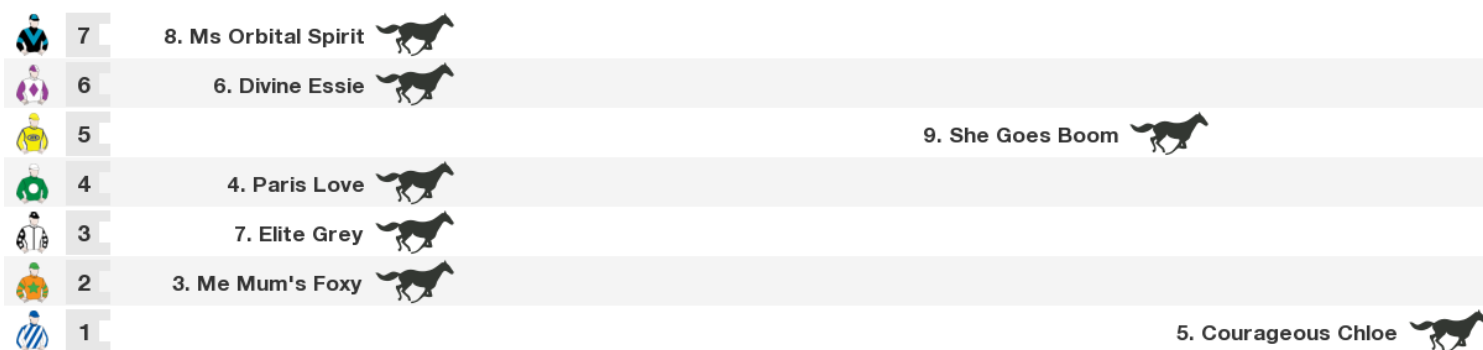 7 8. Ms Orbital Spirit
6 6. Divine Essie
5 9. She Goes Boom
4 4. Paris Love
3 7. Elite Grey
2 3. Me Mum's Foxy
1 5. Courageous Chloe